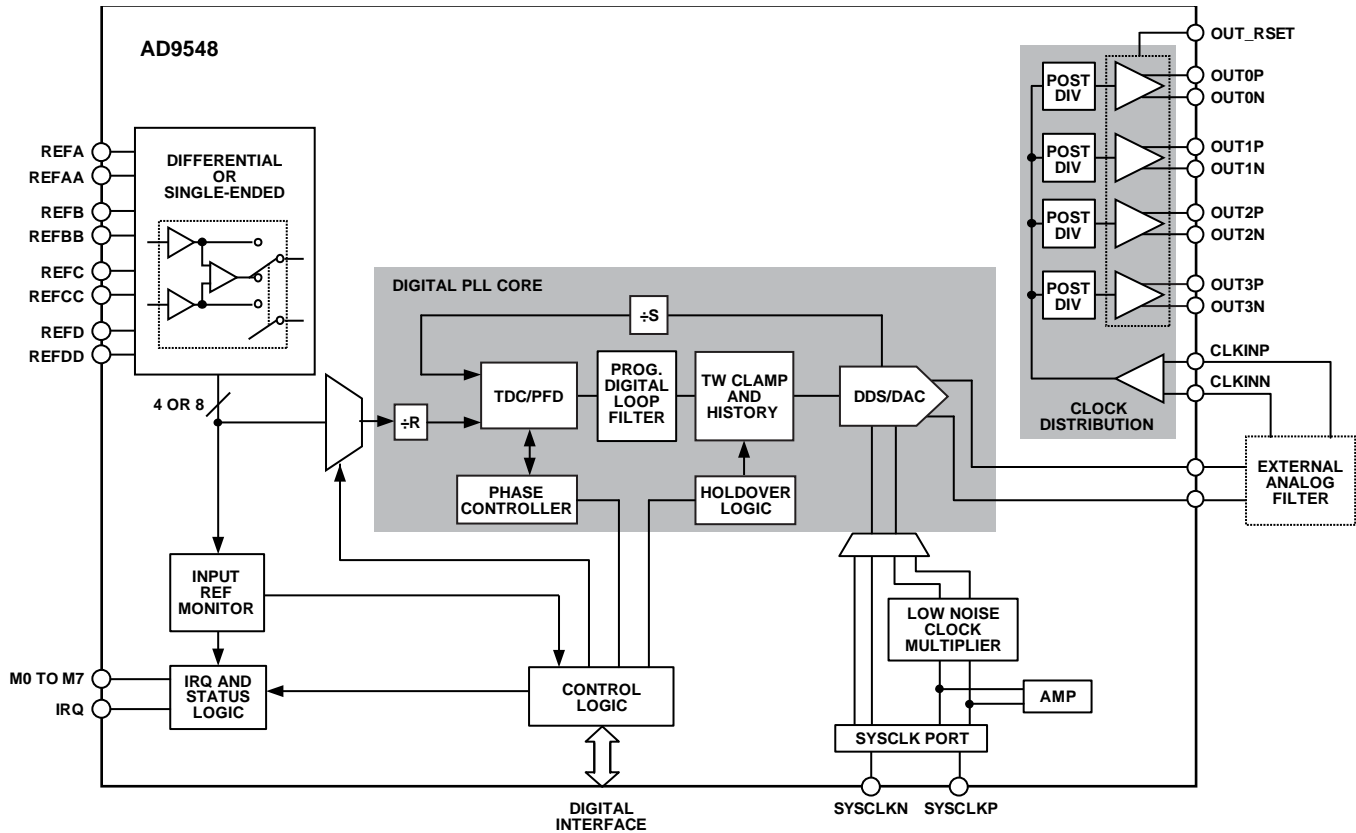 AD9548
OUT_RSET
POST
DIV
OUT0P
OUT0N
POST
DIV
OUT1P
OUT1N
POST
DIV
OUT2P
OUT2N
POST
DIV
OUT3P
OUT3N
CLKINP
CLKINN
CLOCK
DISTRIBUTION
EXTERNAL
ANALOG
FILTER
REFA
REFAA
REFB
REFBB
REFC
REFCC
REFD
REFDD
DIFFERENTIAL
OR
SINGLE-ENDED
4 OR 8
DIGITAL PLL CORE
÷S
÷R
TDC/PFD
PROG.
DIGITAL
LOOP
FILTER
TW CLAMP
AND
HISTORY
DDS/DAC
PHASE
CONTROLLER
HOLDOVER
LOGIC
INPUT
REF
MONITOR
LOW NOISE
CLOCK
MULTIPLIER
M0 TO M7
IRQ
IRQ AND
STATUS
LOGIC
CONTROL
LOGIC
AMP
SYSCLK PORT
DIGITAL
INTERFACE
SYSCLKN
SYSCLKP